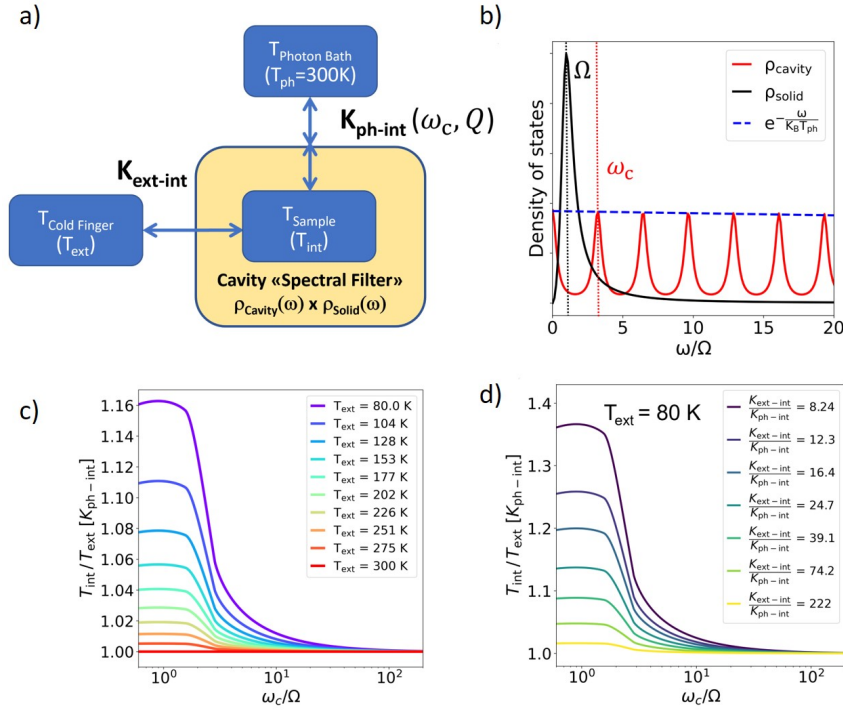 a)
T_Photon Bath
(T_ph=300K)
K_ph-int (ω_c, Q)
K_ext-int
T_Cold Finger
(T_ext)
T_Sample
(T_int)
Cavity «Spectral Filter»
ρ_Cavity(ω) x ρ_Solid(ω)
b)
Density of states
Ω
ω_c
ρ_cavity
ρ_solid
e^{-ω/(K_B T_ph)}
0 5 10 15 20
ω/Ω
c)
T_int/T_ext [K_ph−int]
1.16
1.14
1.12
1.10
1.08
1.06
1.04
1.02
1.00
T_ext = 80.0 K
T_ext = 104 K
T_ext = 128 K
T_ext = 153 K
T_ext = 177 K
T_ext = 202 K
T_ext = 226 K
T_ext = 251 K
T_ext = 275 K
T_ext = 300 K
10^0 10^1 10^2
ω_c/Ω
d)
T_ext = 80 K
T_int/T_ext [K_ph−int]
1.4
1.3
1.2
1.1
1.0
K_ext−int/K_ph−int = 8.24
K_ext−int/K_ph−int = 12.3
K_ext−int/K_ph−int = 16.4
K_ext−int/K_ph−int = 24.7
K_ext−int/K_ph−int = 39.1
K_ext−int/K_ph−int = 74.2
K_ext−int/K_ph−int = 222
10^0 10^1 10^2
ω_c/Ω